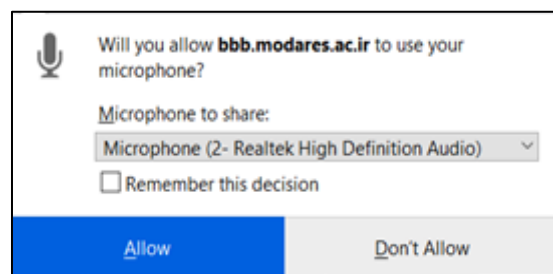 Will you allow bbb.modares.ac.ir to use your
microphone?
Microphone to share:
Microphone (2- Realtek High Definition Audio)
Remember this decision
Allow
Don't Allow